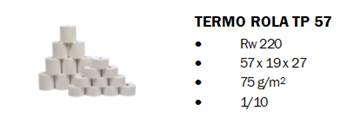 TERMO ROLA TP 57
• Rw 220
• 57 x 19 x 27
• 75 g/m²
• 1/10